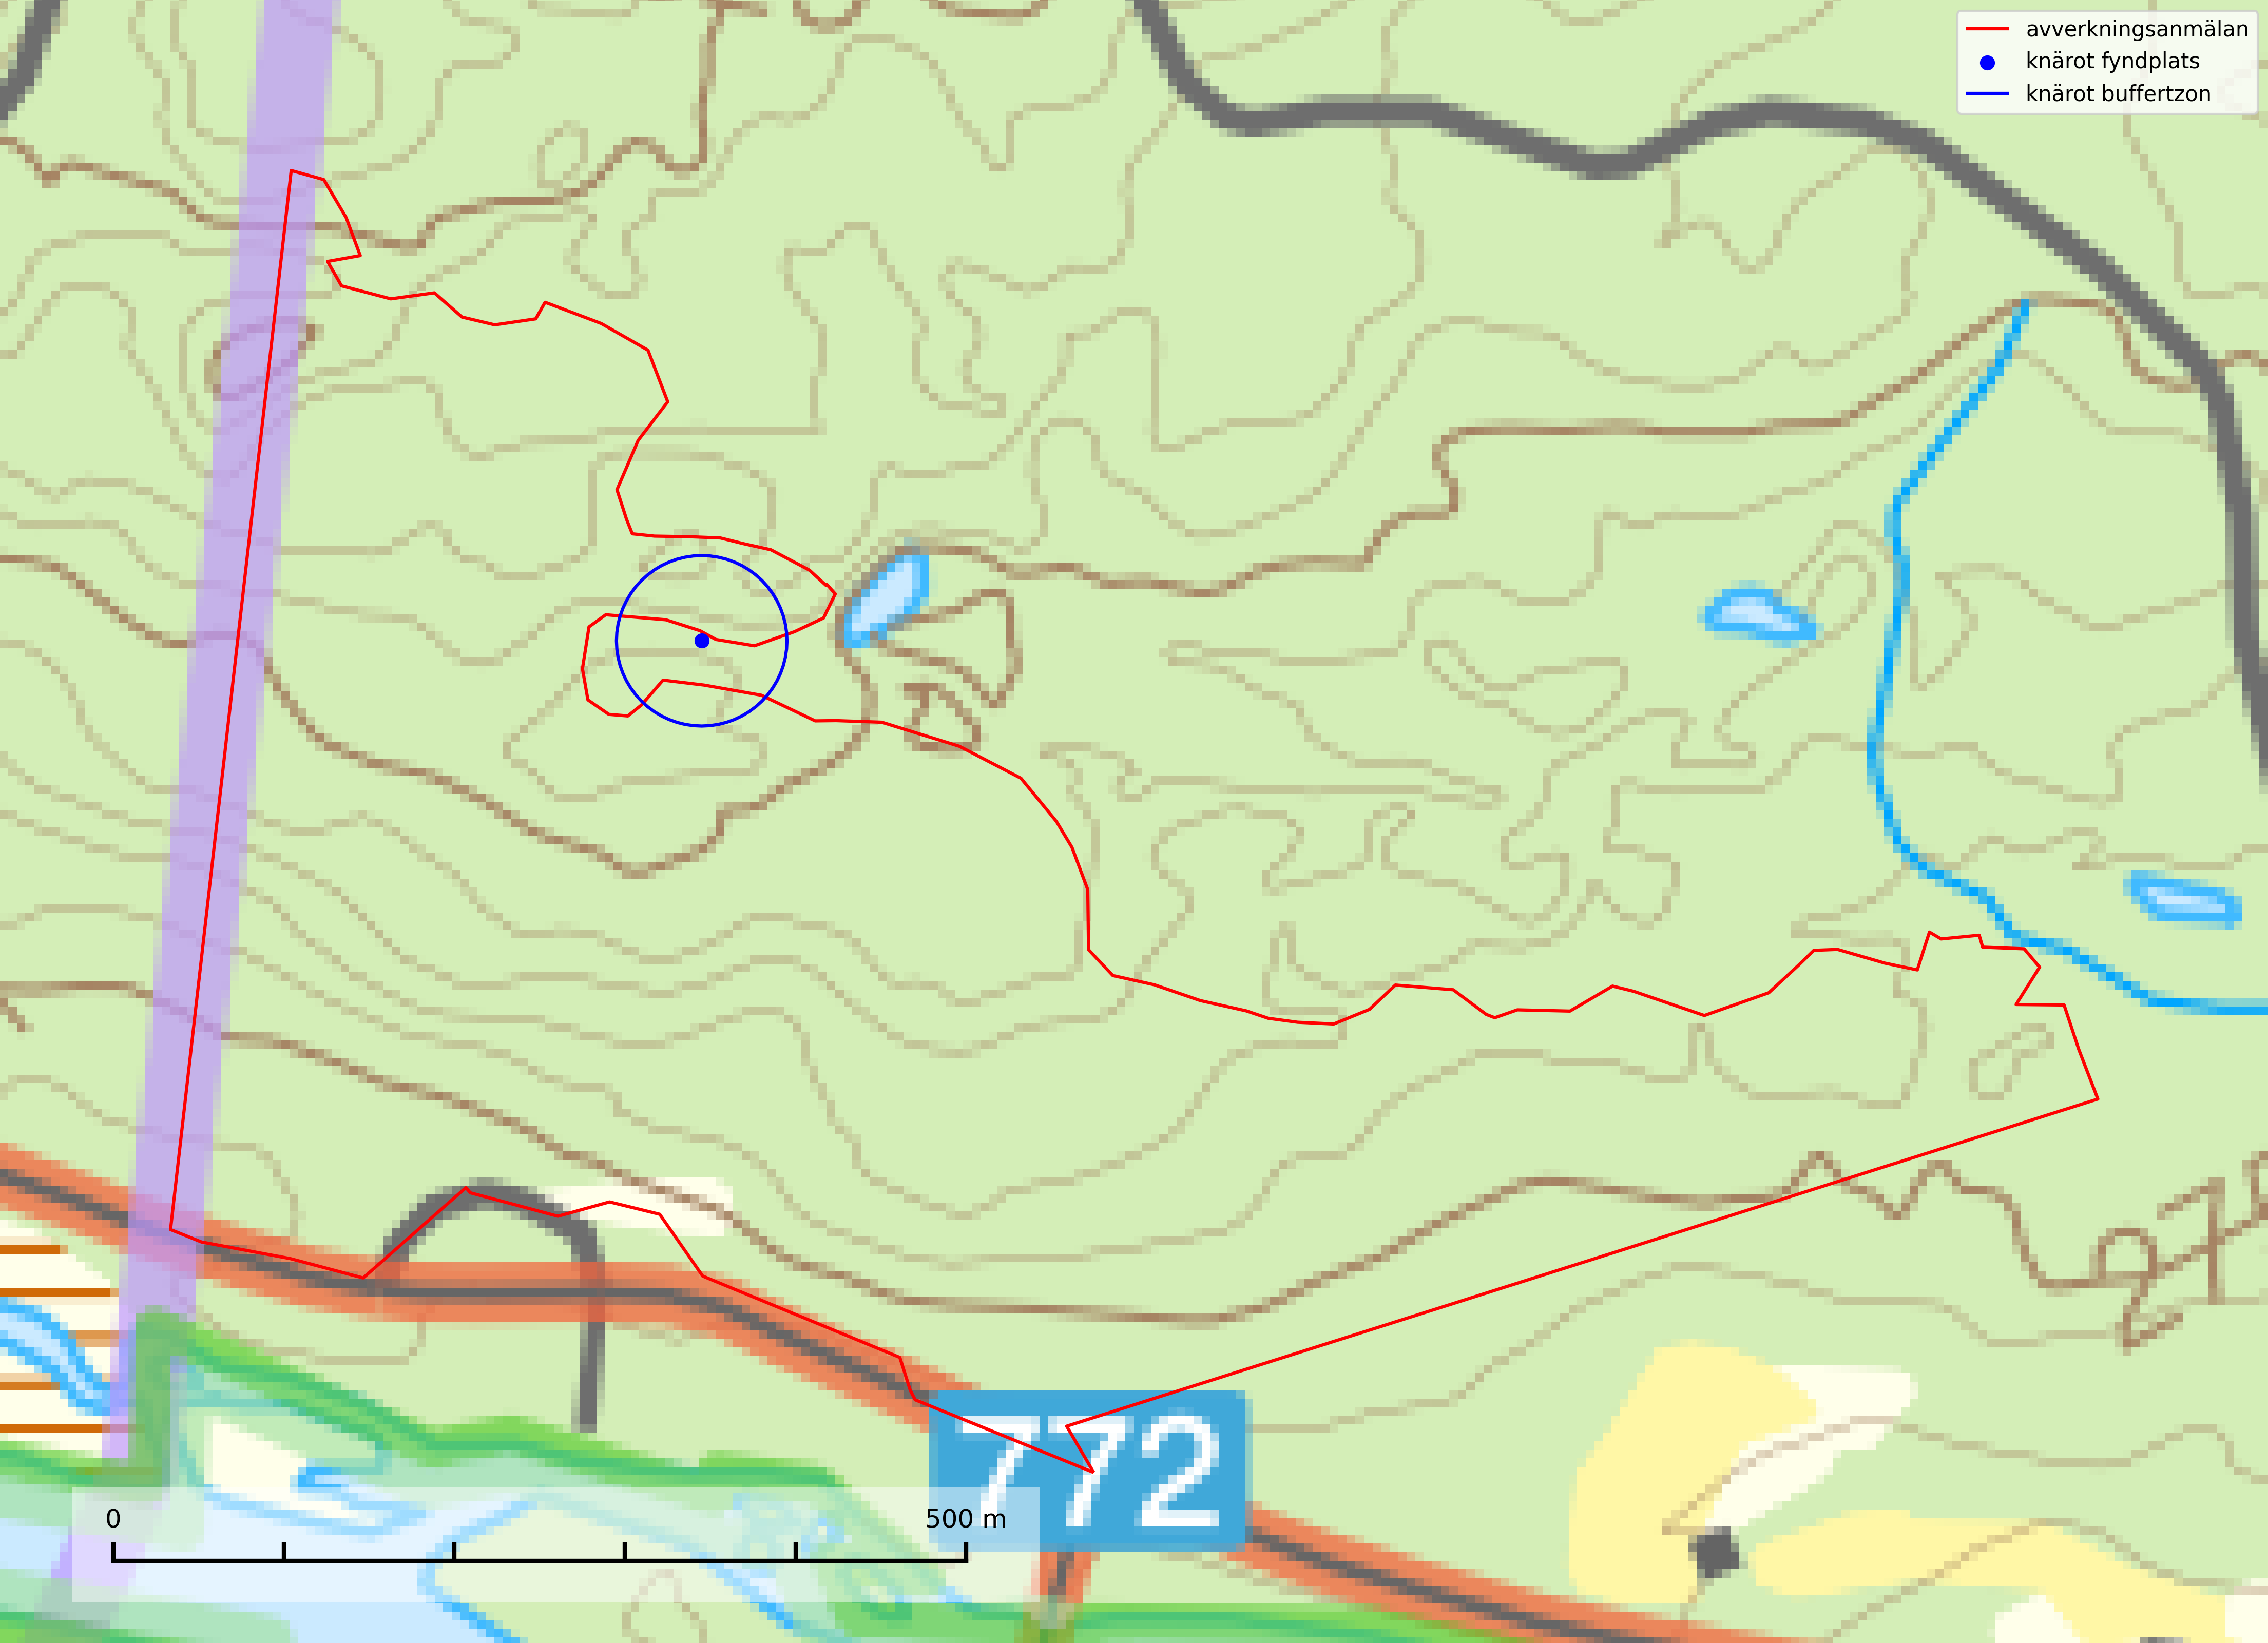 avverkningsanmälan
knärot fyndplats
knärot buffertzon
772
0 500 m